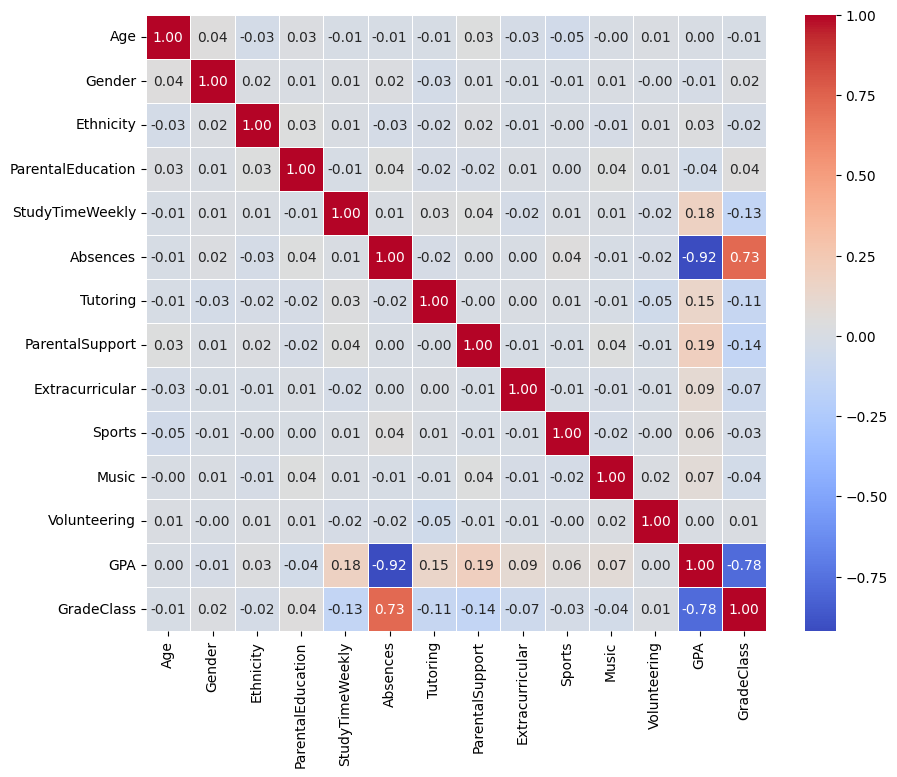 Age 1.00 0.04 -0.03 0.03 -0.01 -0.01 -0.01 0.03 -0.03 -0.05 -0.00 0.01 0.00 -0.01
Gender 0.04 1.00 0.02 0.01 0.01 0.02 -0.03 0.01 -0.01 -0.01 0.01 -0.00 -0.01 0.02
Ethnicity -0.03 0.02 1.00 0.03 0.01 -0.03 -0.02 0.02 -0.01 -0.00 -0.01 0.01 0.03 -0.02
ParentalEducation 0.03 0.01 0.03 1.00 -0.01 0.04 -0.02 -0.02 0.01 0.00 0.04 0.01 -0.04 0.04
StudyTimeWeekly -0.01 0.01 0.01 -0.01 1.00 0.01 0.03 0.04 -0.02 0.01 0.01 -0.02 0.18 -0.13
Absences -0.01 0.02 -0.03 0.04 0.01 1.00 -0.02 0.00 0.00 0.04 -0.01 -0.02 -0.92 0.73
Tutoring -0.01 -0.03 -0.02 -0.02 0.03 -0.02 1.00 -0.00 0.00 0.01 -0.01 -0.05 0.15 -0.11
ParentalSupport 0.03 0.01 0.02 -0.02 0.04 0.00 -0.00 1.00 -0.01 -0.01 0.04 -0.01 0.19 -0.14
Extracurricular -0.03 -0.01 -0.01 0.01 -0.02 0.00 0.00 -0.01 1.00 -0.01 -0.01 -0.01 0.09 -0.07
Sports -0.05 -0.01 -0.00 0.00 0.01 0.04 0.01 -0.01 -0.01 1.00 -0.02 -0.00 0.06 -0.03
Music -0.00 0.01 -0.01 0.04 0.01 -0.01 -0.01 0.04 -0.01 -0.02 1.00 0.02 0.07 -0.04
Volunteering 0.01 -0.00 0.01 0.01 -0.02 -0.02 -0.05 -0.01 -0.01 -0.00 0.02 1.00 0.00 0.01
GPA 0.00 -0.01 0.03 -0.04 0.18 -0.92 0.15 0.19 0.09 0.06 0.07 0.00 1.00 -0.78
GradeClass -0.01 0.02 -0.02 0.04 -0.13 0.73 -0.11 -0.14 -0.07 -0.03 -0.04 0.01 -0.78 1.00
Age
Gender
Ethnicity
ParentalEducation
StudyTimeWeekly
Absences
Tutoring
ParentalSupport
Extracurricular
Sports
Music
Volunteering
GPA
GradeClass
1.00
0.75
0.50
0.25
0.00
−0.25
−0.50
−0.75